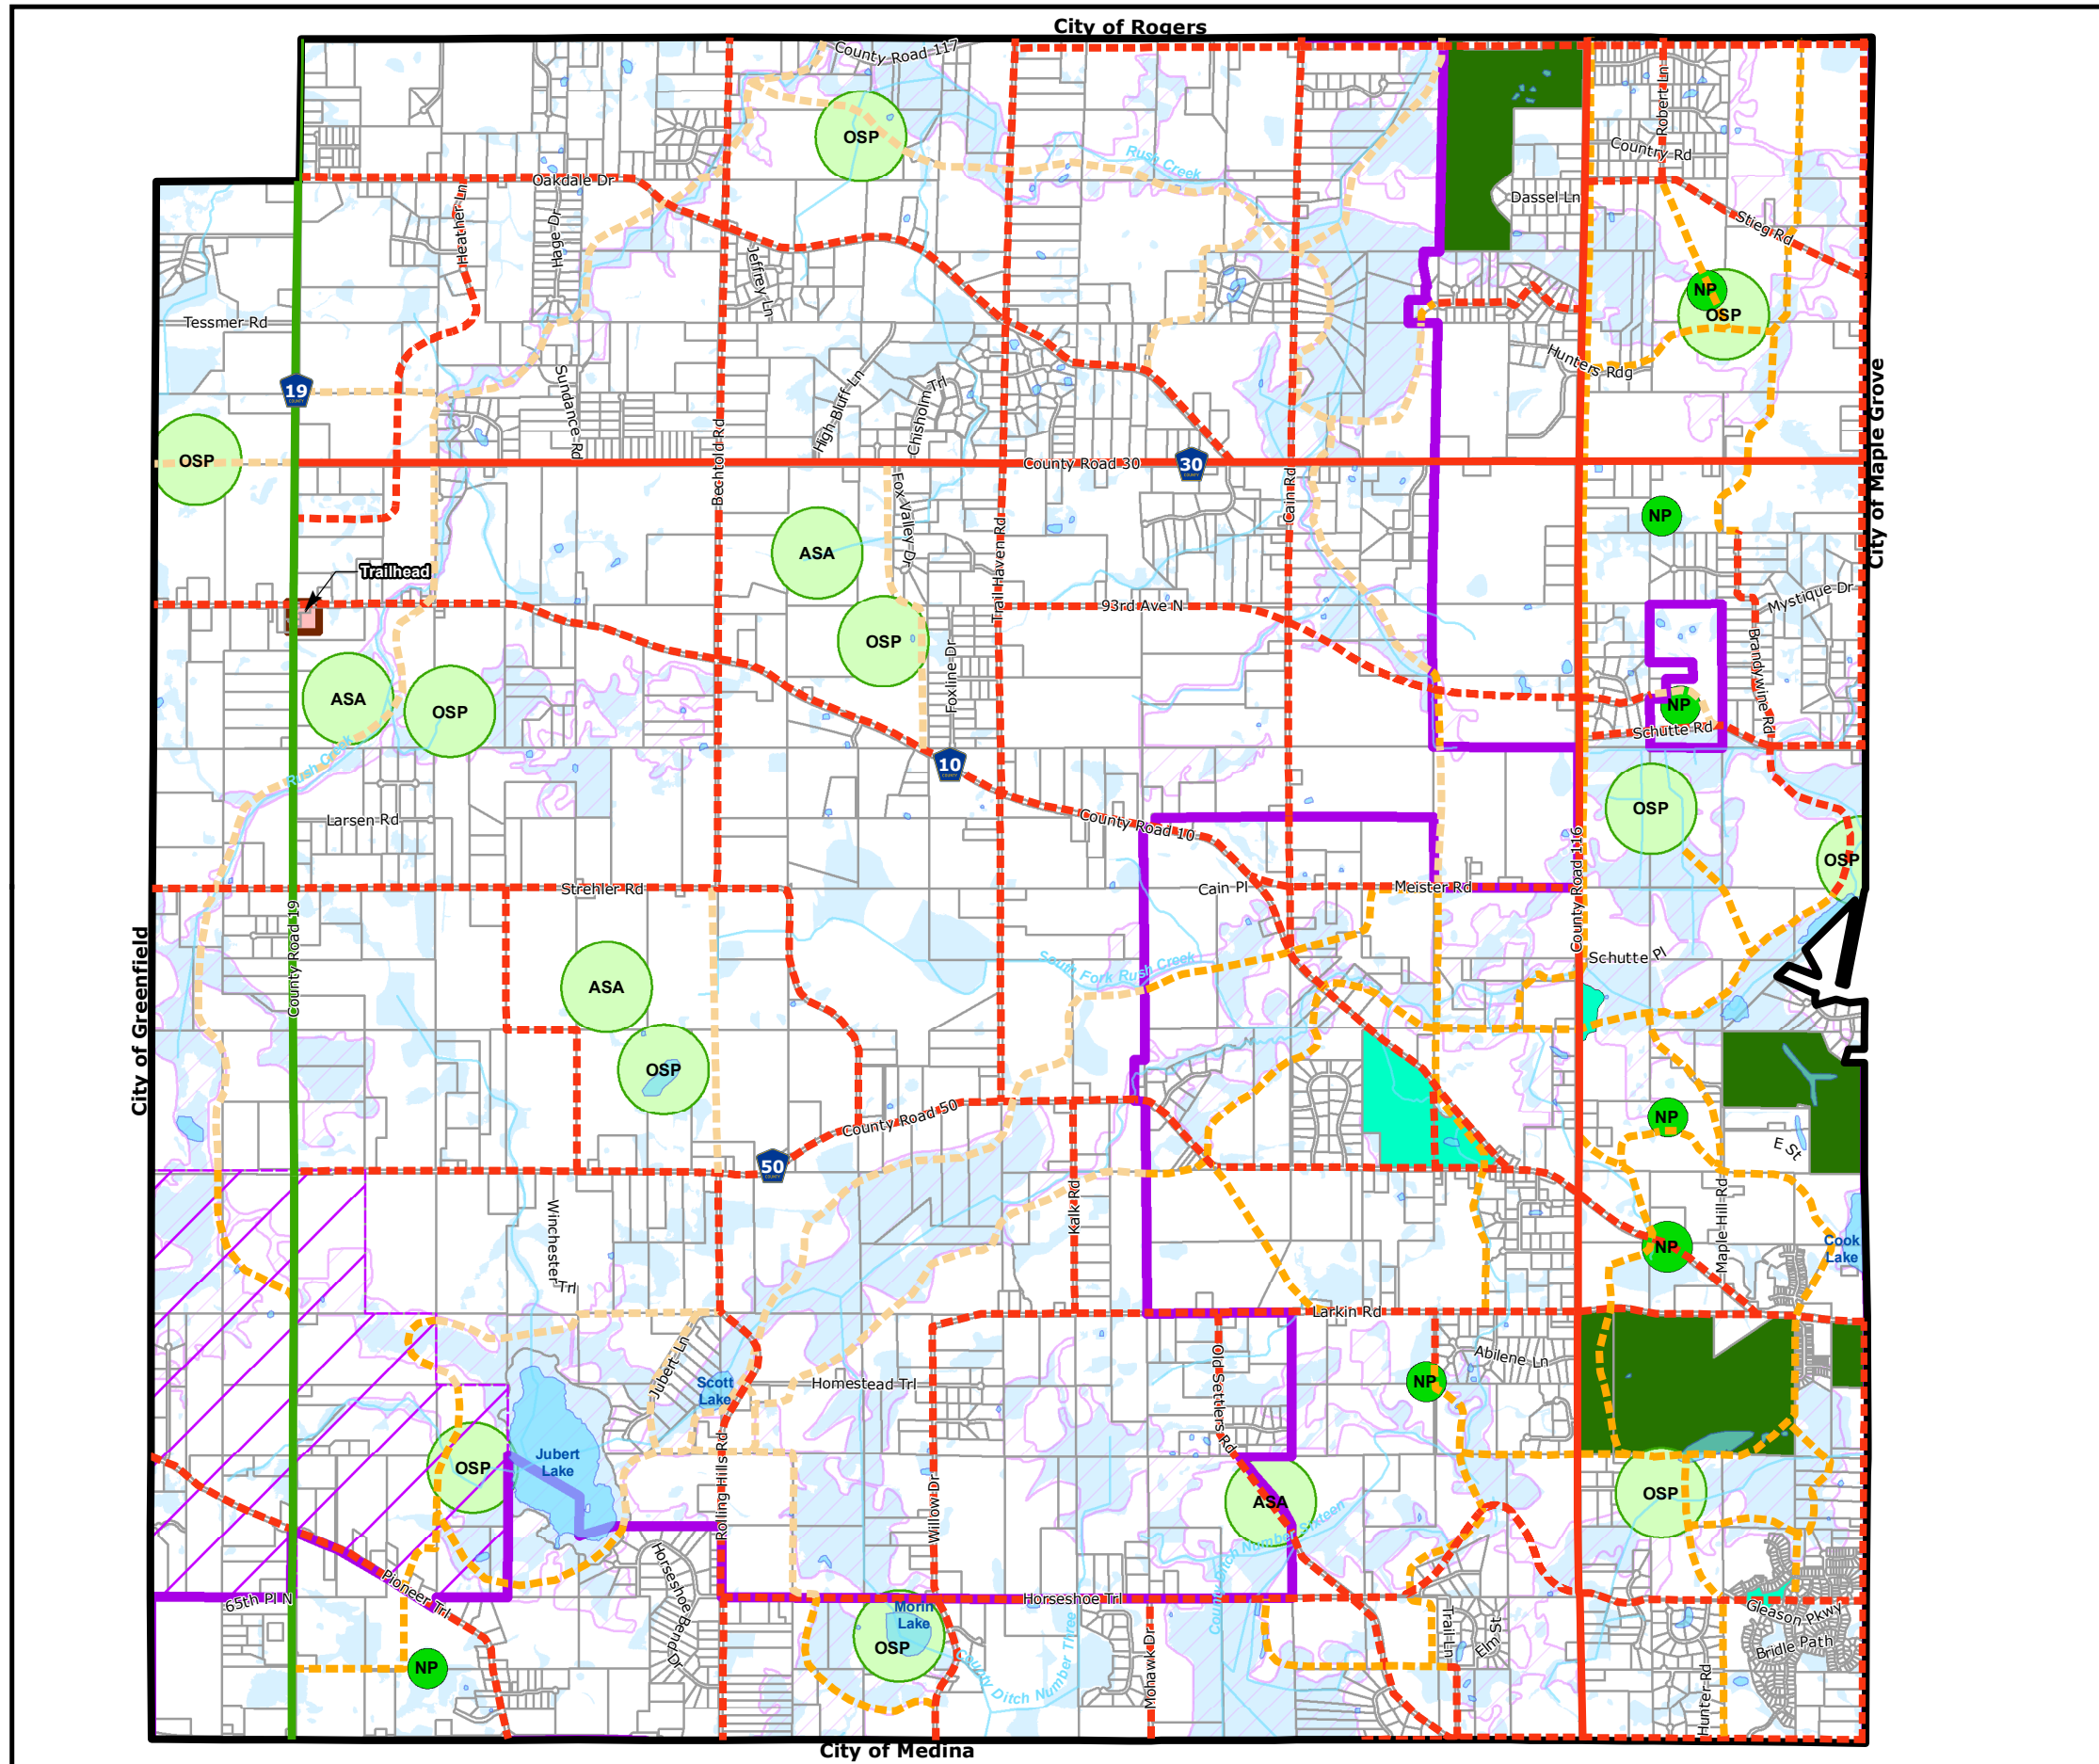 City of Rogers
County Road 117
OSP
Rush Creek
Robert Ln
Country Rd
Oakdale Dr
Dassel Ln
Heather Ln
Hage Dr
Stieg Rd
Jeffrey Ln
NP
OSP
Tessmer Rd
Hunters Rdg
19
COUNTY
Sundance Rd
High Bluff Ln
Chisholm Trl
City of Maple Grove
OSP
Bechtold Rd
County Road 30
30
COUNTY
Cain Rd
Fox Valley Dr
NP
Trail Haven Rd
ASA
Trailhead
Mystique Dr
93rd Ave N
OSP
Foxline Dr
Brandywine Rd
ASA
OSP
NP
Schutte Rd
Rush Creek
10
COUNTY
OSP
Larsen Rd
County Road 10
County Road 116
OSP
Strehler Rd
Cain Pl
Meister Rd
County Road 19
City of Greenfield
South Fork Rush Creek
Schutte Pl
ASA
OSP
County Road 50
NP
E St
50
COUNTY
Kalk Rd
Maple Hill Rd
Winchester Trl
NP
Cook
Lake
Larkin Rd
Jubert Ln
Old Settlers Rd
Abilene Ln
Scott
Lake
Homestead Trl
NP
Jubert
Lake
OSP
Rolling Hills Rd
Willow Dr
ASA
OSP
County Ditch Number Sixteen
Horseshoe Bend Dr
Pioneer Trl
65th Pl N
Horseshoe Trl
Morin
Lake
OSP
Gleason Pkwy
Trail Ln
Elm St
Bridle Path
County Ditch Number Three
Mohawk Dr
NP
Hunter Rd
City of Medina